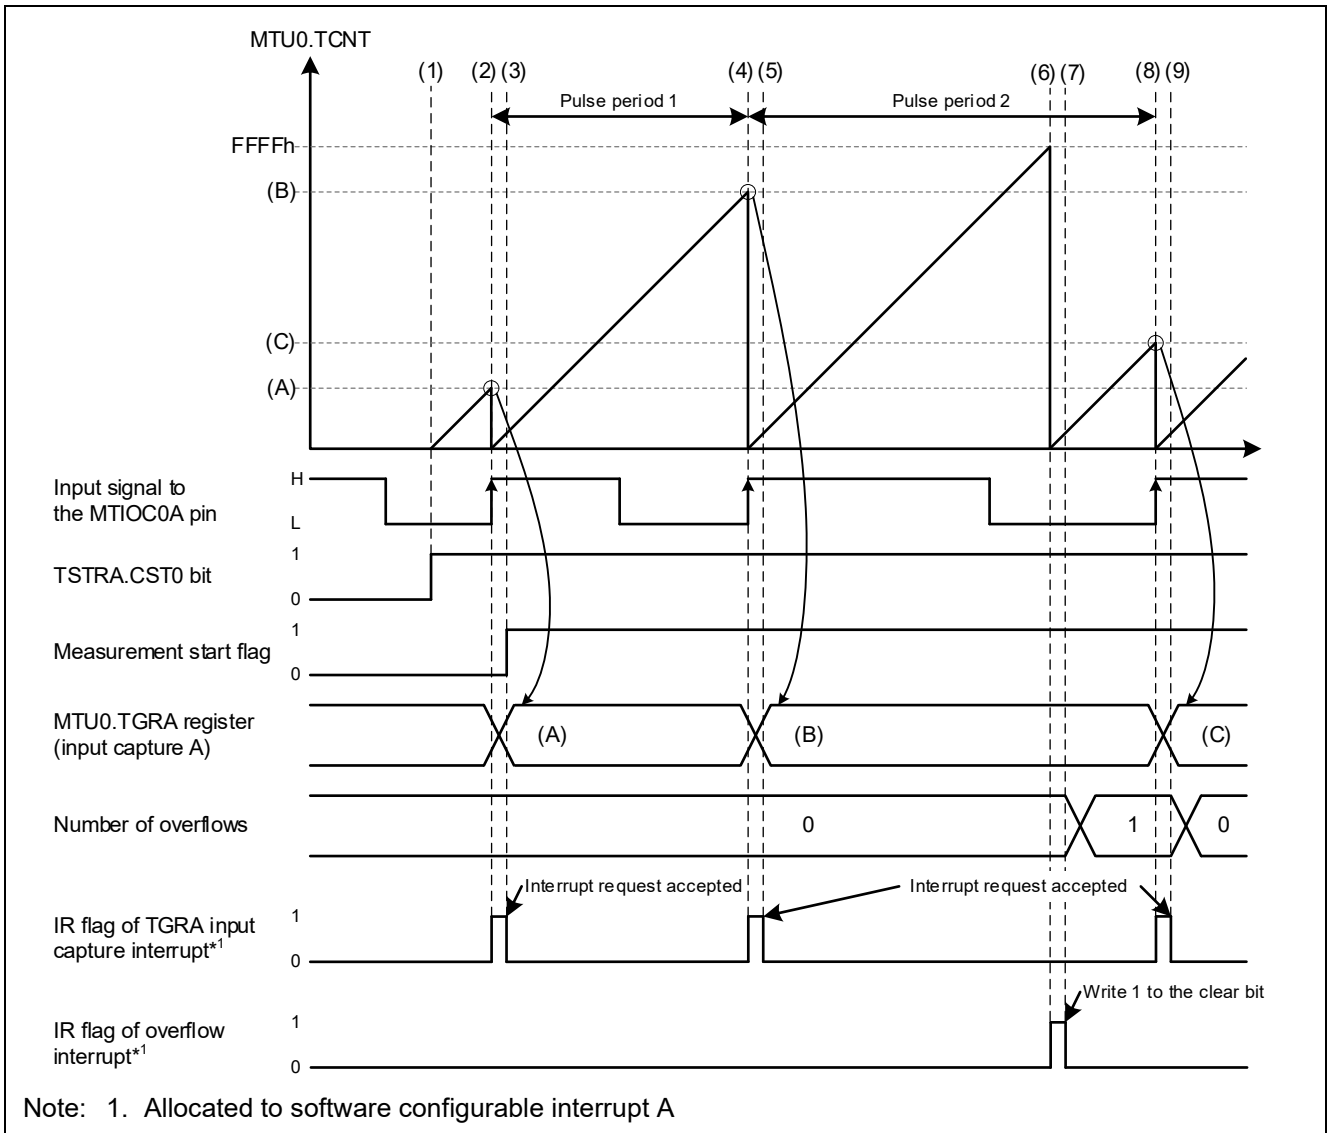 MTU0.TCNT
(1) (2) (3) (4) (5) (6) (7) (8) (9)
Pulse period 1 Pulse period 2
FFFFh
(B)
(C)
(A)
Input signal to
the MTIOC0A pin
H
L
TSTRA.CST0 bit
1
0
Measurement start flag
1
0
MTU0.TGRA register
(input capture A)
(A) (B) (C)
Number of overflows
0 1 0
Interrupt request accepted Interrupt request accepted
IR flag of TGRA input
capture interrupt*1
1
0
Write 1 to the clear bit
IR flag of overflow
interrupt*1
1
0
Note: 1. Allocated to software configurable interrupt A